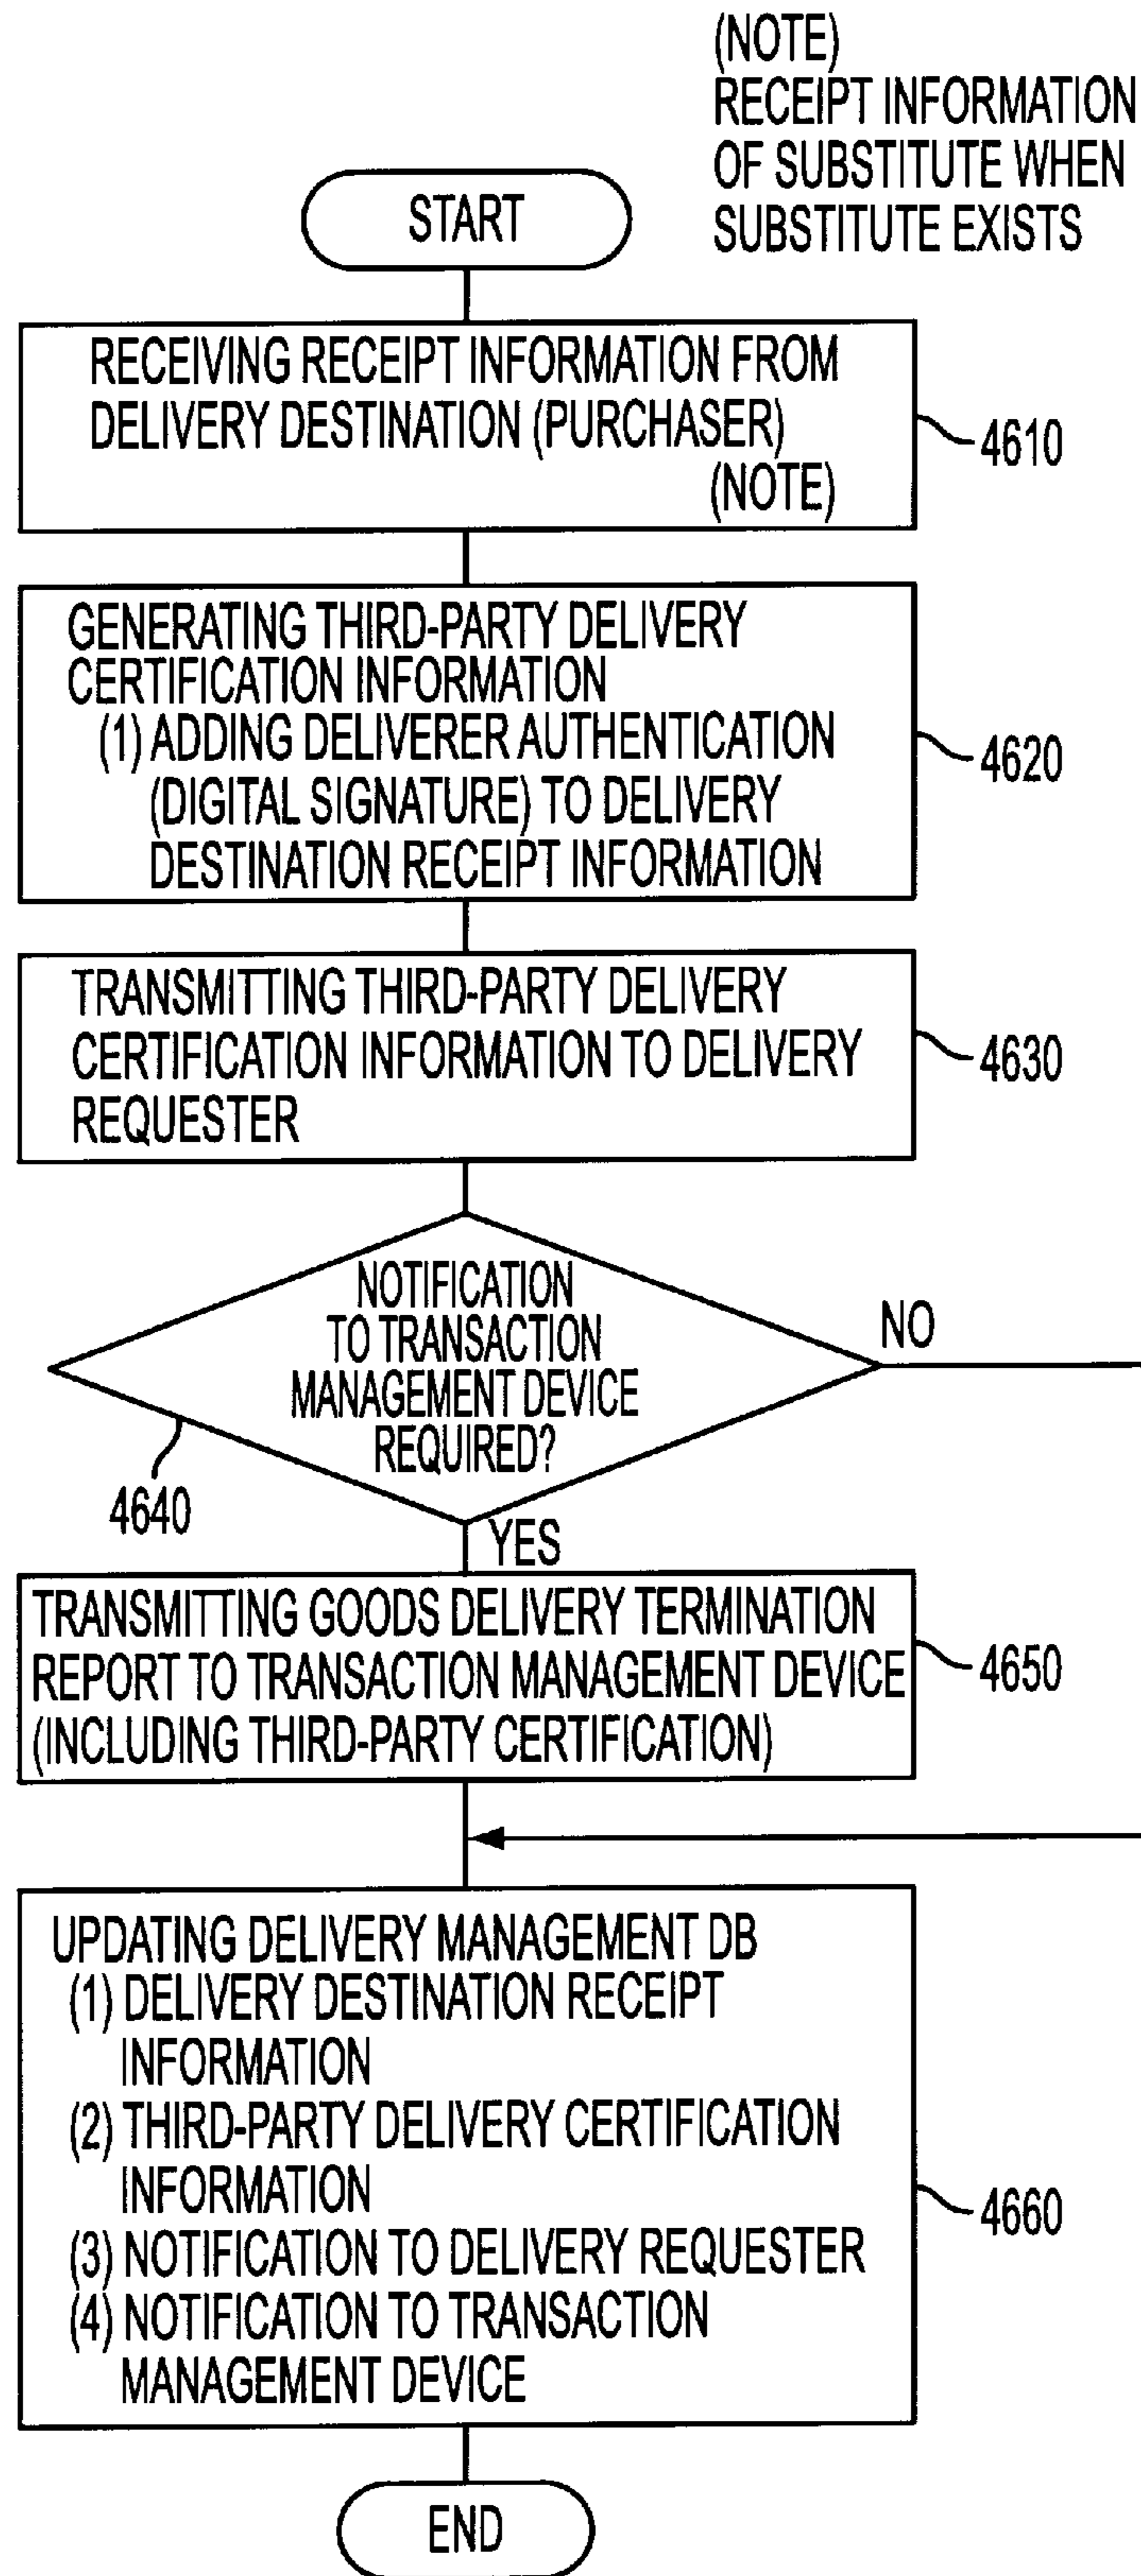 (NOTE)
RECEIPT INFORMATION
OF SUBSTITUTE WHEN
SUBSTITUTE EXISTS
START
RECEIVING RECEIPT INFORMATION FROM
DELIVERY DESTINATION (PURCHASER)
(NOTE)
4610
GENERATING THIRD-PARTY DELIVERY
CERTIFICATION INFORMATION
(1) ADDING DELIVERER AUTHENTICATION
(DIGITAL SIGNATURE) TO DELIVERY
DESTINATION RECEIPT INFORMATION
4620
TRANSMITTING THIRD-PARTY DELIVERY
CERTIFICATION INFORMATION TO DELIVERY
REQUESTER
4630
NOTIFICATION
TO TRANSACTION
MANAGEMENT DEVICE
REQUIRED?
NO
4640
YES
TRANSMITTING GOODS DELIVERY TERMINATION
REPORT TO TRANSACTION MANAGEMENT DEVICE
(INCLUDING THIRD-PARTY CERTIFICATION)
4650
UPDATING DELIVERY MANAGEMENT DB
(1) DELIVERY DESTINATION RECEIPT
INFORMATION
(2) THIRD-PARTY DELIVERY CERTIFICATION
INFORMATION
(3) NOTIFICATION TO DELIVERY REQUESTER
(4) NOTIFICATION TO TRANSACTION
MANAGEMENT DEVICE
4660
END